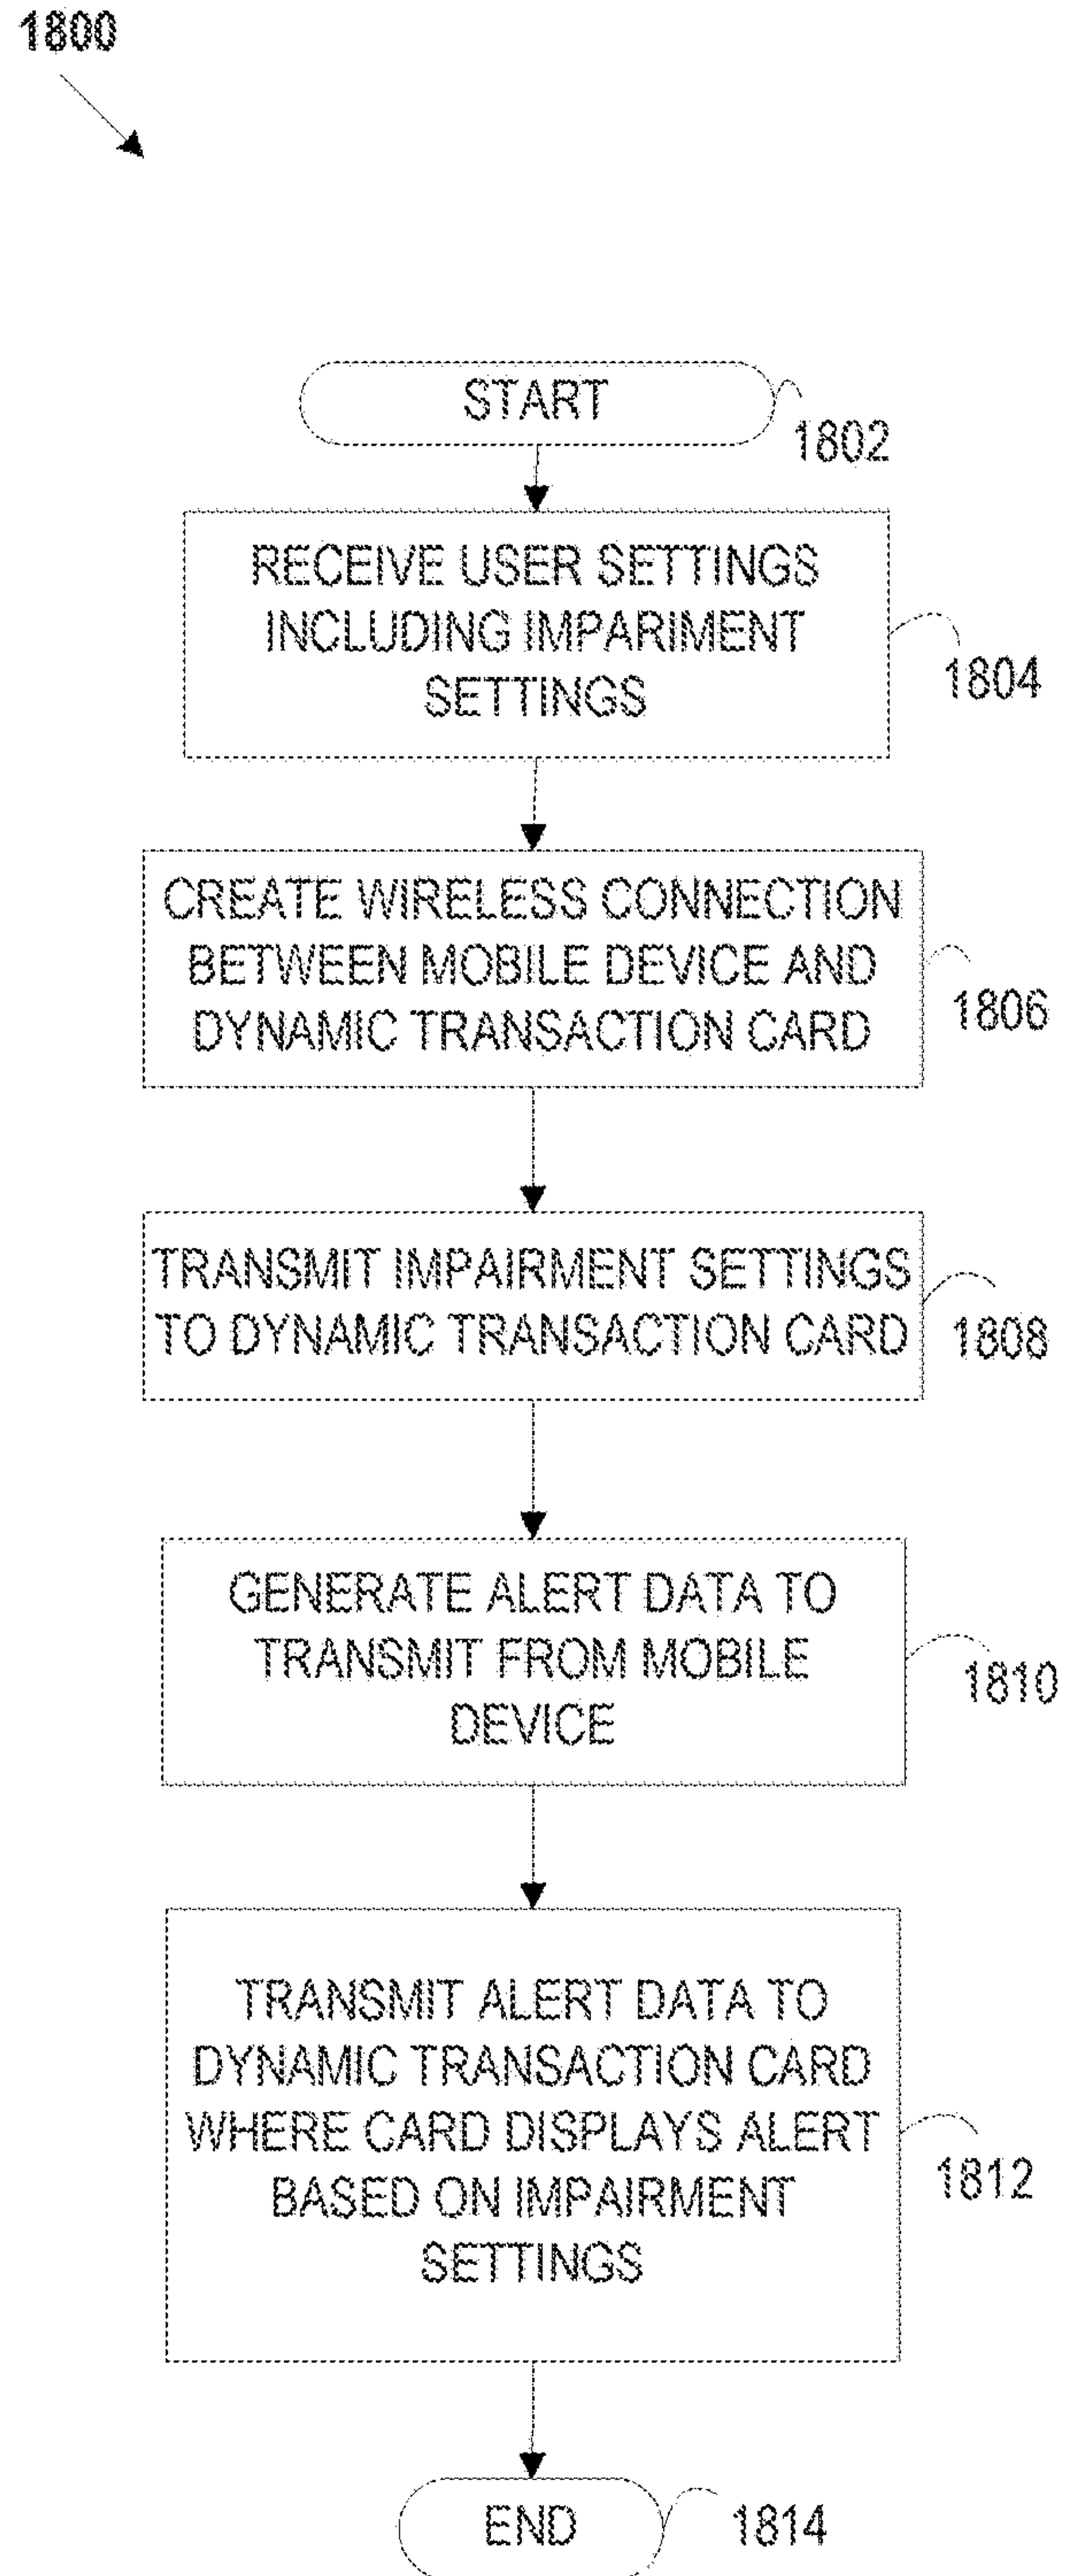 1800
START
1802
RECEIVE USER SETTINGS
INCLUDING IMPARIMENT
SETTINGS
1804
CREATE WIRELESS CONNECTION
BETWEEN MOBILE DEVICE AND
DYNAMIC TRANSACTION CARD
1806
TRANSMIT IMPAIRMENT SETTINGS
TO DYNAMIC TRANSACTION CARD
1808
GENERATE ALERT DATA TO
TRANSMIT FROM MOBILE
DEVICE
1810
TRANSMIT ALERT DATA TO
DYNAMIC TRANSACTION CARD
WHERE CARD DISPLAYS ALERT
BASED ON IMPAIRMENT
SETTINGS
1812
END
1814